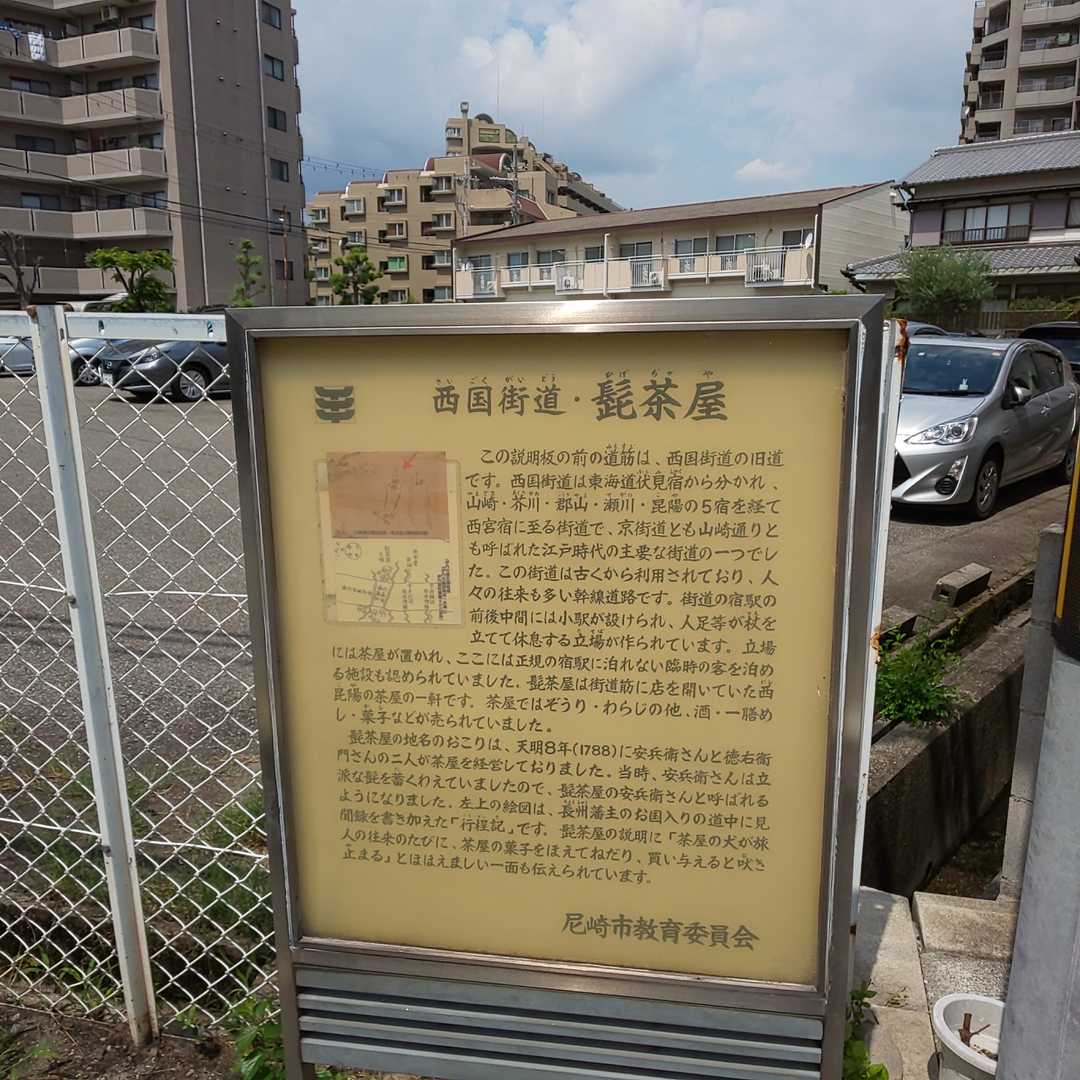 西国街道・髭茶屋
この説明板の前の道筋は、西国街道の旧道
です。西国街道は東海道伏見宿から分かれ、
山崎・芥川・郡山・瀬川・昆陽の5宿を経て
西宮宿に至る街道で、京街道とも山崎通りと
も呼ばれた江戸時代の主要な街道の一つでし
た。この街道は古くから利用されており、人
々の往来も多い幹線道路です。街道の宿駅の
前後中間には小駅が設けられ、人足等が杖を
立てて休息する立場が作られています。立場
には茶屋が置かれ、ここには正規の宿駅に泊れない臨時の客を泊め
る施設も認められていました。髭茶屋は街道筋に店を開いていた西
昆陽の茶屋の一軒です。茶屋ではぞうり・わらじの他、酒・一膳め
し・菓子などが売られていました。
髭茶屋の地名のおこりは、天明8年(1788)に安兵衛さんと徳右衛
門さんの二人が茶屋を経営しておりました。当時、安兵衛さんは立
派な髭を蓄くわえていましたので、髭茶屋の安兵衛さんと呼ばれる
ようになりました。左上の絵図は、長州藩主のお国入りの道中に見
聞録を書き加えた「行程記」です。髭茶屋の説明に「茶屋の犬が旅
人の往来のたびに、茶屋の菓子をほえてねだり、買い与えると吠き
止まる」とほほえましい一面も伝えられています。
尼崎市教育委員会